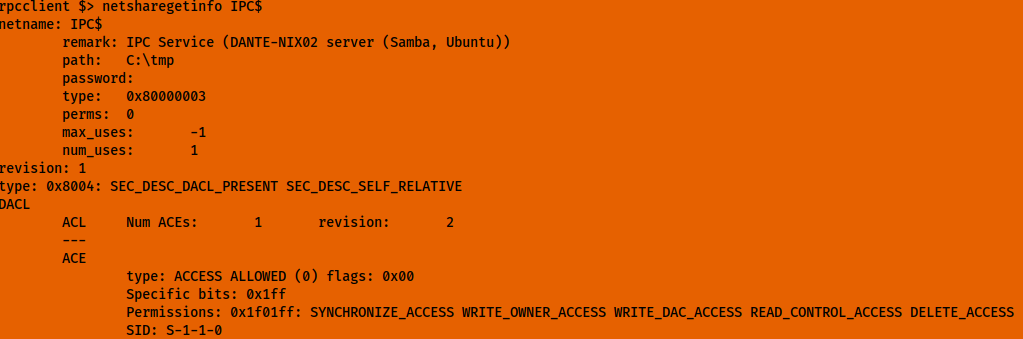 rpcclient $> netsharegetinfo IPC$
netname: IPC$
remark: IPC Service (DANTE-NIX02 server (Samba, Ubuntu))
path: C:\tmp
password:
type: 0x80000003
perms: 0
max_uses: -1
num_uses: 1
revision: 1
type: 0x8004: SEC_DESC_DACL_PRESENT SEC_DESC_SELF_RELATIVE
DACL
ACL Num ACEs: 1 revision: 2
---
ACE
type: ACCESS ALLOWED (0) flags: 0x00
Specific bits: 0x1ff
Permissions: 0x1f01ff: SYNCHRONIZE_ACCESS WRITE_OWNER_ACCESS WRITE_DAC_ACCESS READ_CONTROL_ACCESS DELETE_ACCESS
SID: S-1-1-0